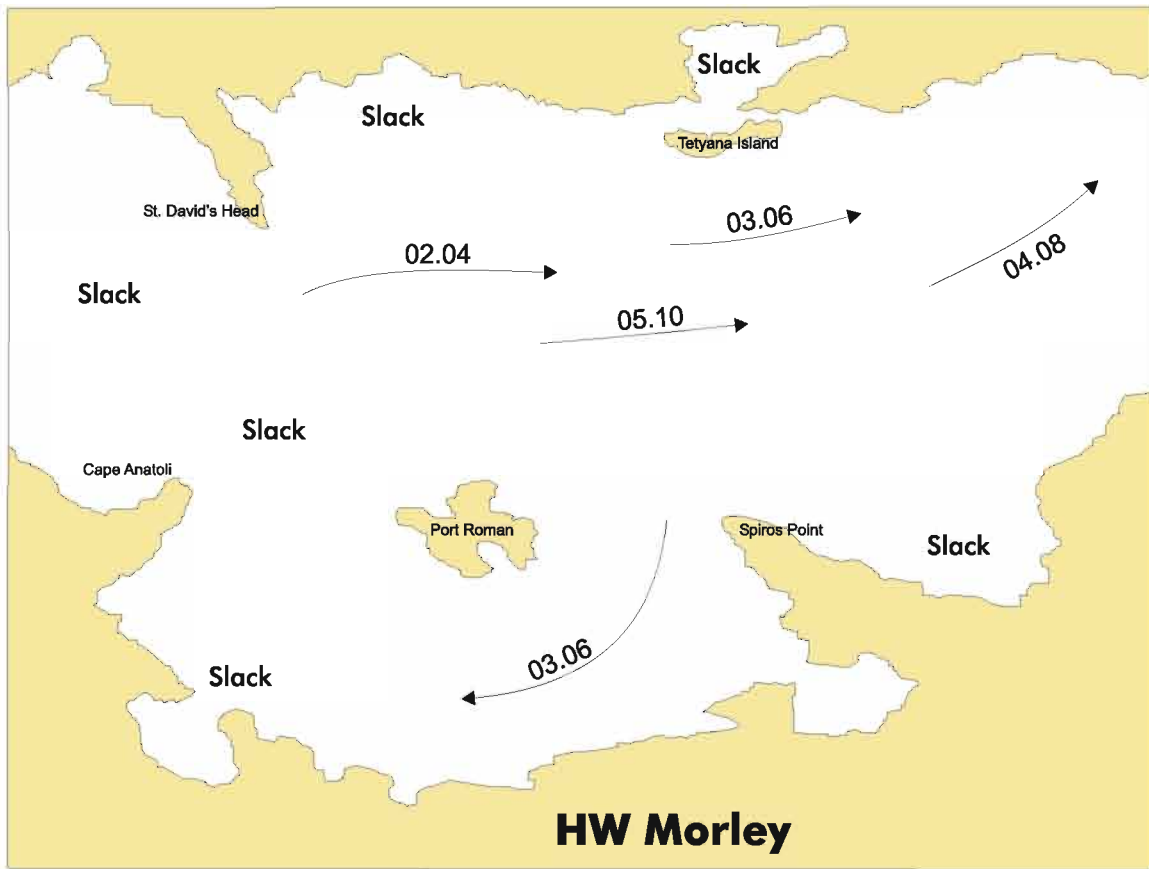 Slack
Slack
Tetyana Island
St. David's Head
03.06
02.04
04.08
Slack
05.10
Slack
Cape Anatoli
Port Roman
Spiros Point
Slack
03.06
Slack
HW Morley